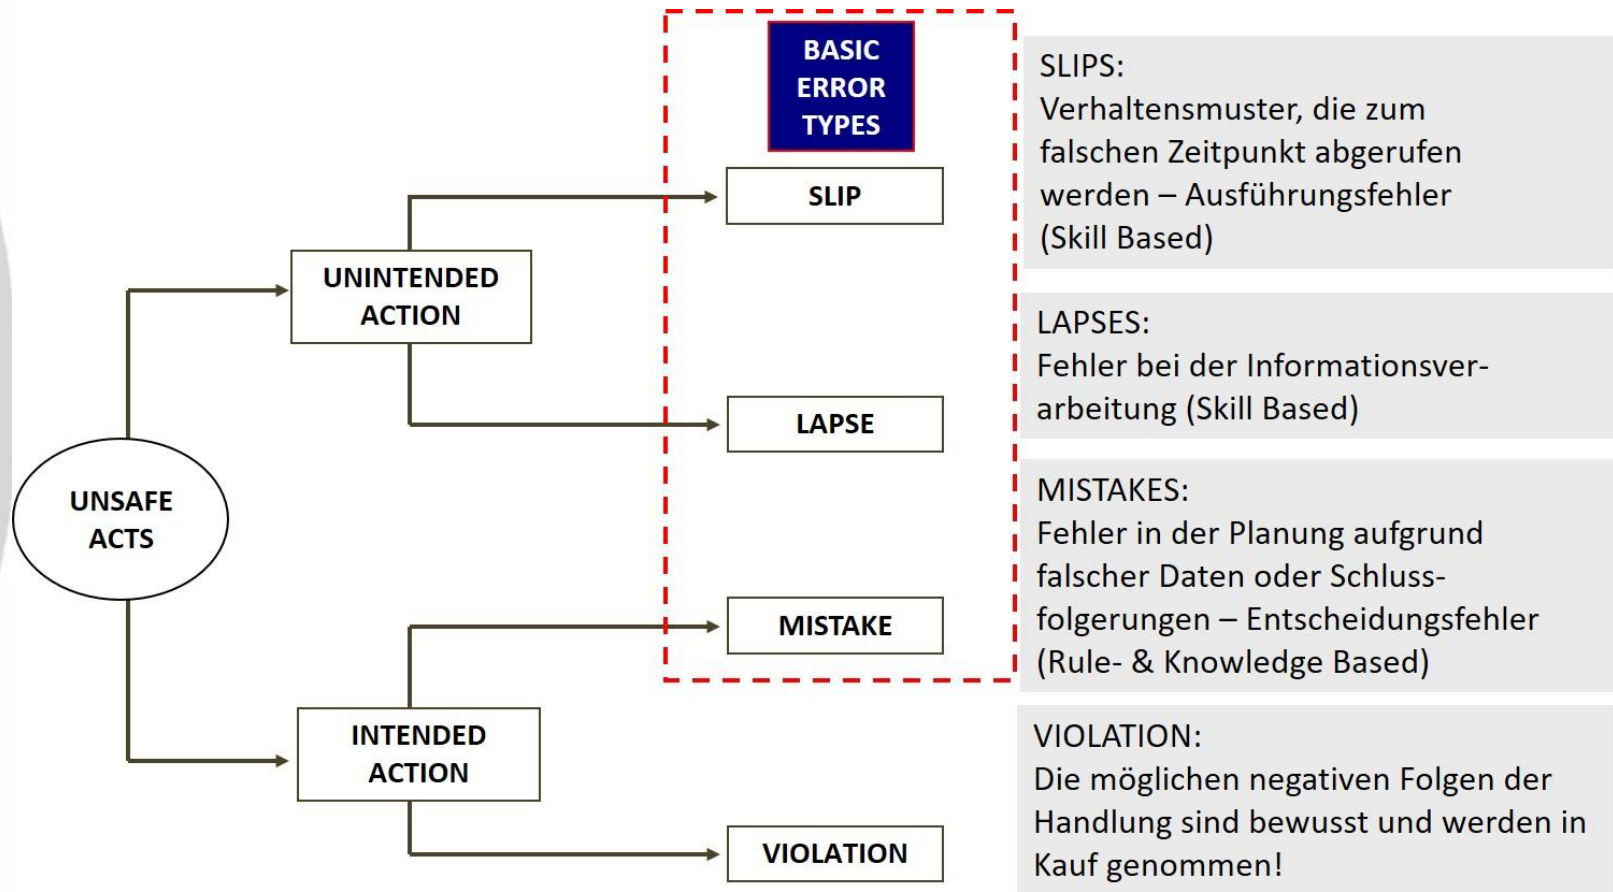 BASIC
ERROR
TYPES
SLIP
UNINTENDED
ACTION
LAPSE
UNSAFE
ACTS
MISTAKE
INTENDED
ACTION
VIOLATION
SLIPS:
Verhaltensmuster, die zum
falschen Zeitpunkt abgerufen
werden – Ausführungsfehler
(Skill Based)
LAPSES:
Fehler bei der Informationsver-
arbeitung (Skill Based)
MISTAKES:
Fehler in der Planung aufgrund
falscher Daten oder Schluss-
folgerungen – Entscheidungsfehler
(Rule- & Knowledge Based)
VIOLATION:
Die möglichen negativen Folgen der
Handlung sind bewusst und werden in
Kauf genommen!